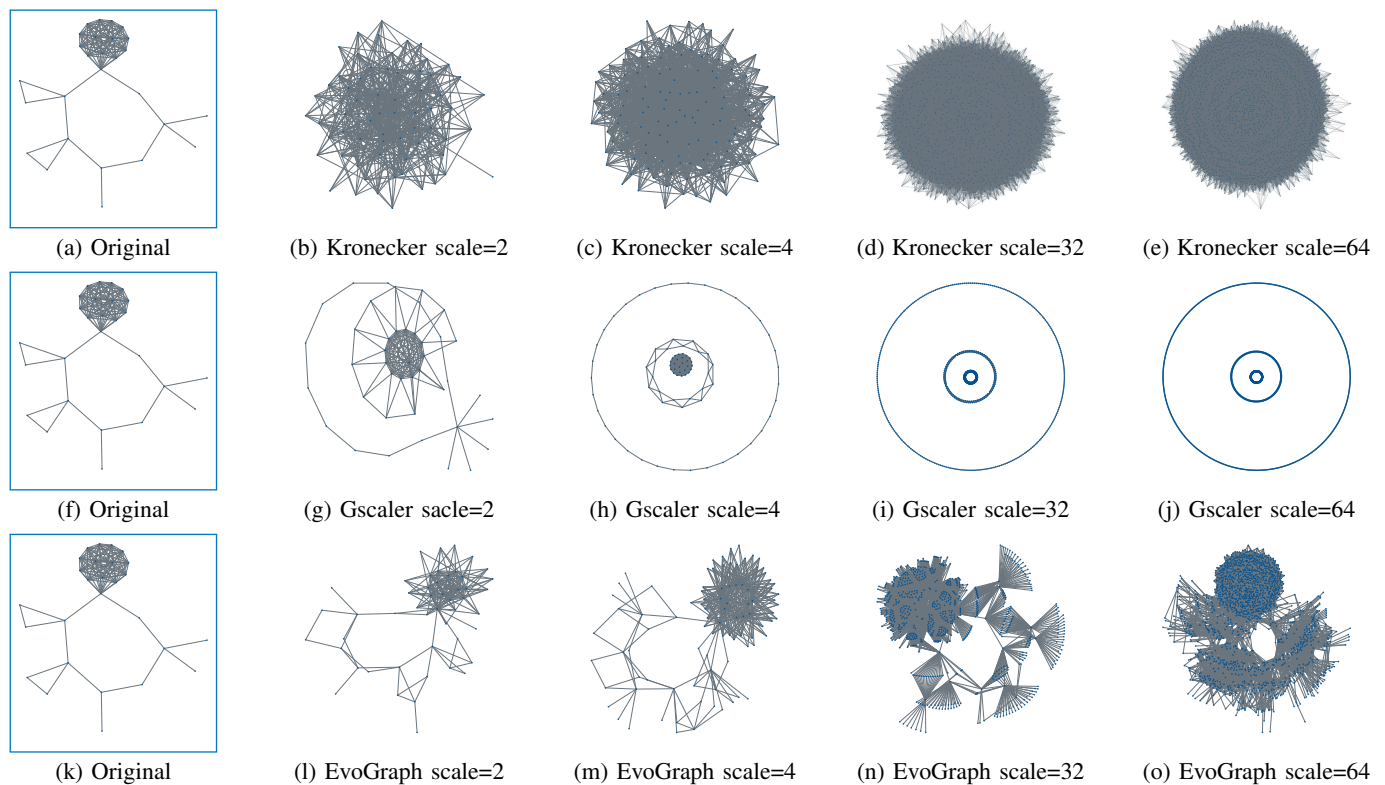 (a) Original
(b) Kronecker scale=2
(c) Kronecker scale=4
(d) Kronecker scale=32
(e) Kronecker scale=64
(f) Original
(g) Gscaler sacle=2
(h) Gscaler scale=4
(i) Gscaler scale=32
(j) Gscaler scale=64
(k) Original
(l) EvoGraph scale=2
(m) EvoGraph scale=4
(n) EvoGraph scale=32
(o) EvoGraph scale=64